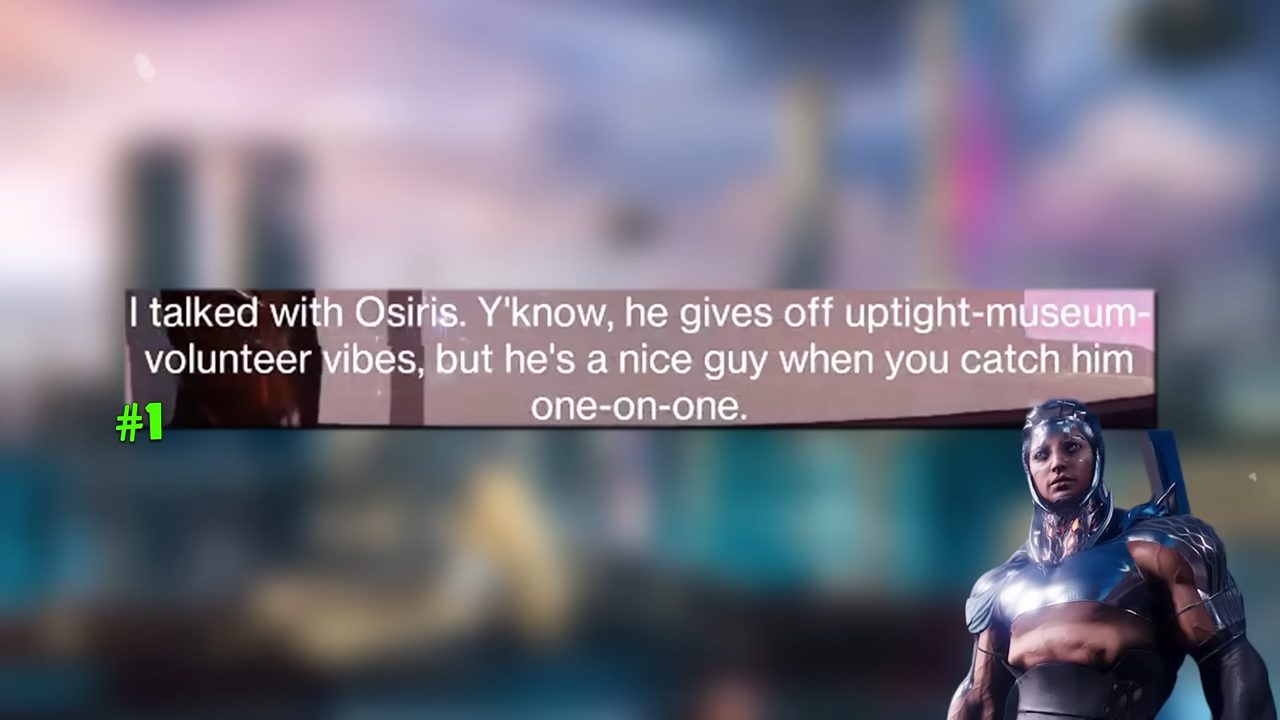 I talked with Osiris. Y'know, he gives off uptight-museum-
volunteer vibes, but he's a nice guy when you catch him
one-on-one.
#1